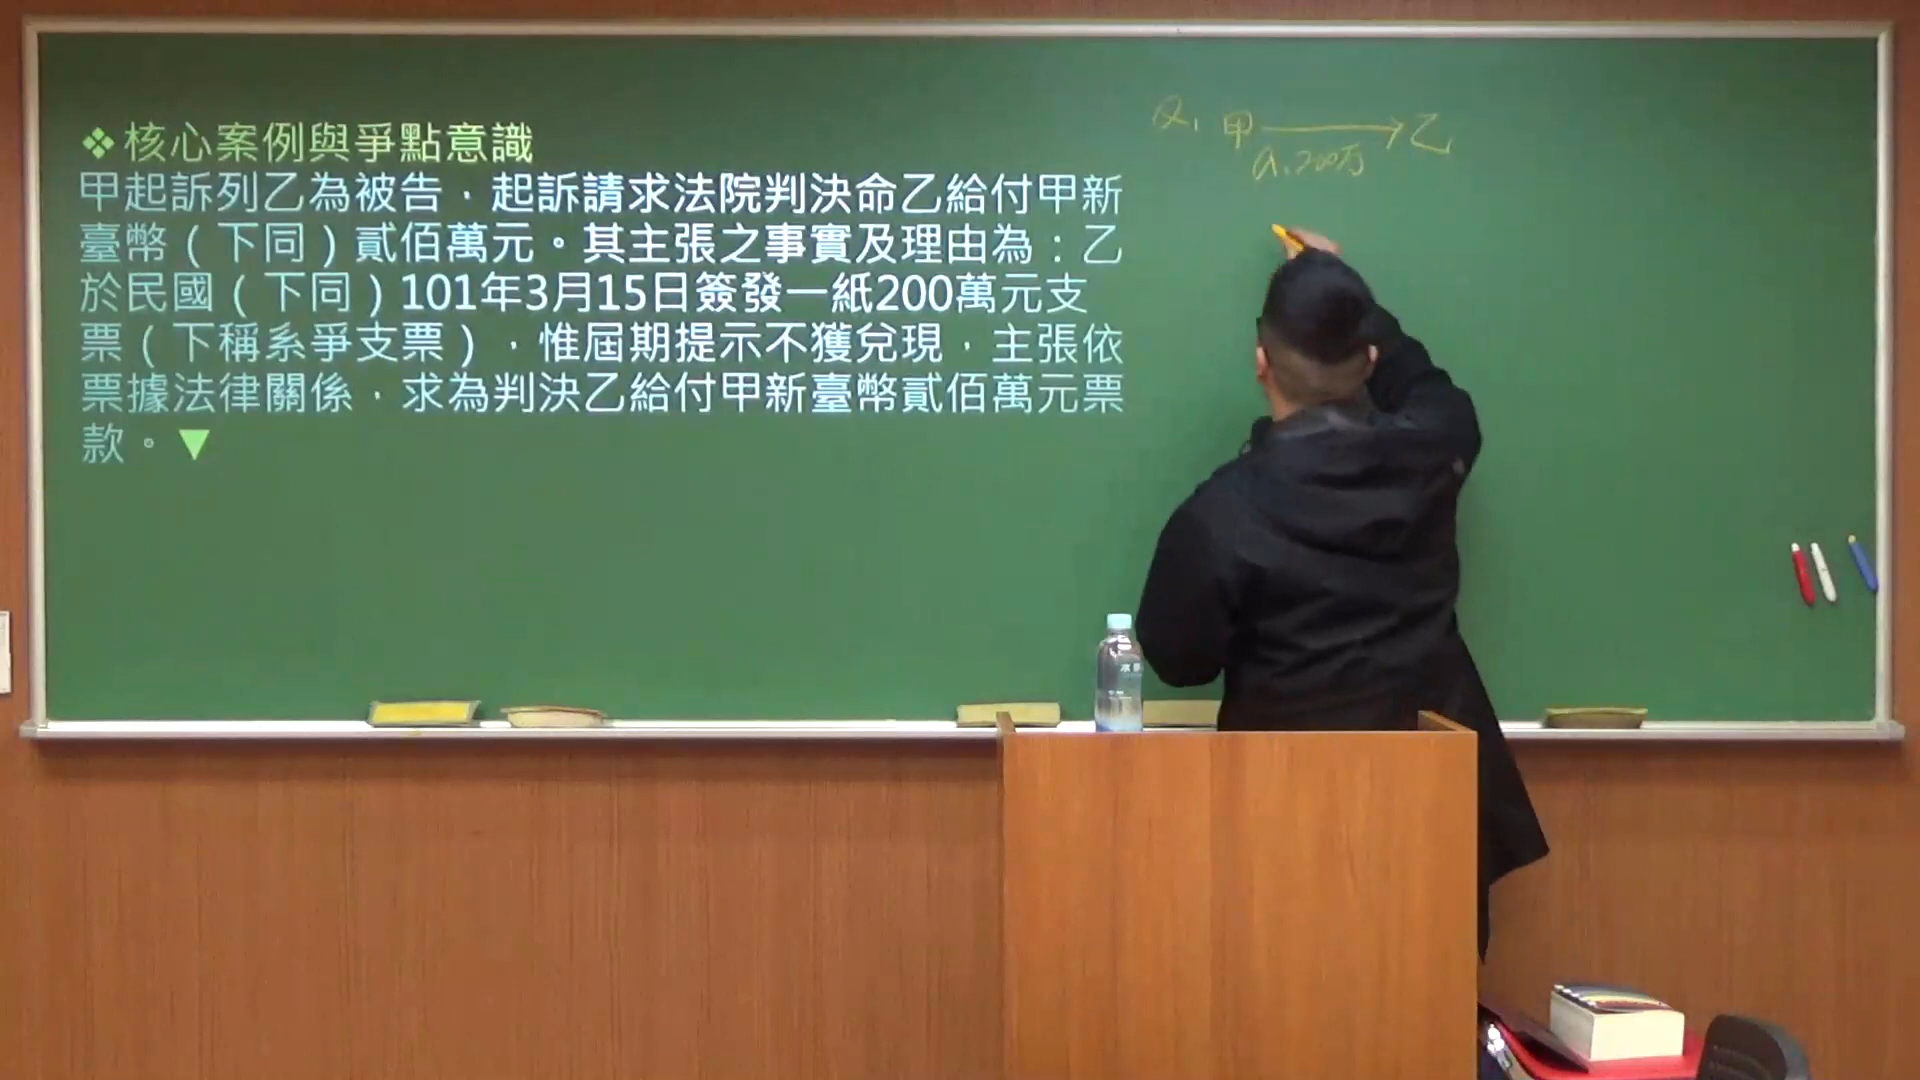 ❖核心案例與爭點意識
甲起訴列乙為被告，起訴請求法院判決命乙給付甲新
臺幣（下同）貳佰萬元。其主張之事實及理由為：乙
於民國（下同）101年3月15日簽發一紙200萬元支
票（下稱系爭支票），惟屆期提示不獲兌現，主張依
票據法律關係，求為判決乙給付甲新臺幣貳佰萬元票
款。▼
Q1 甲 → 乙
a.200万